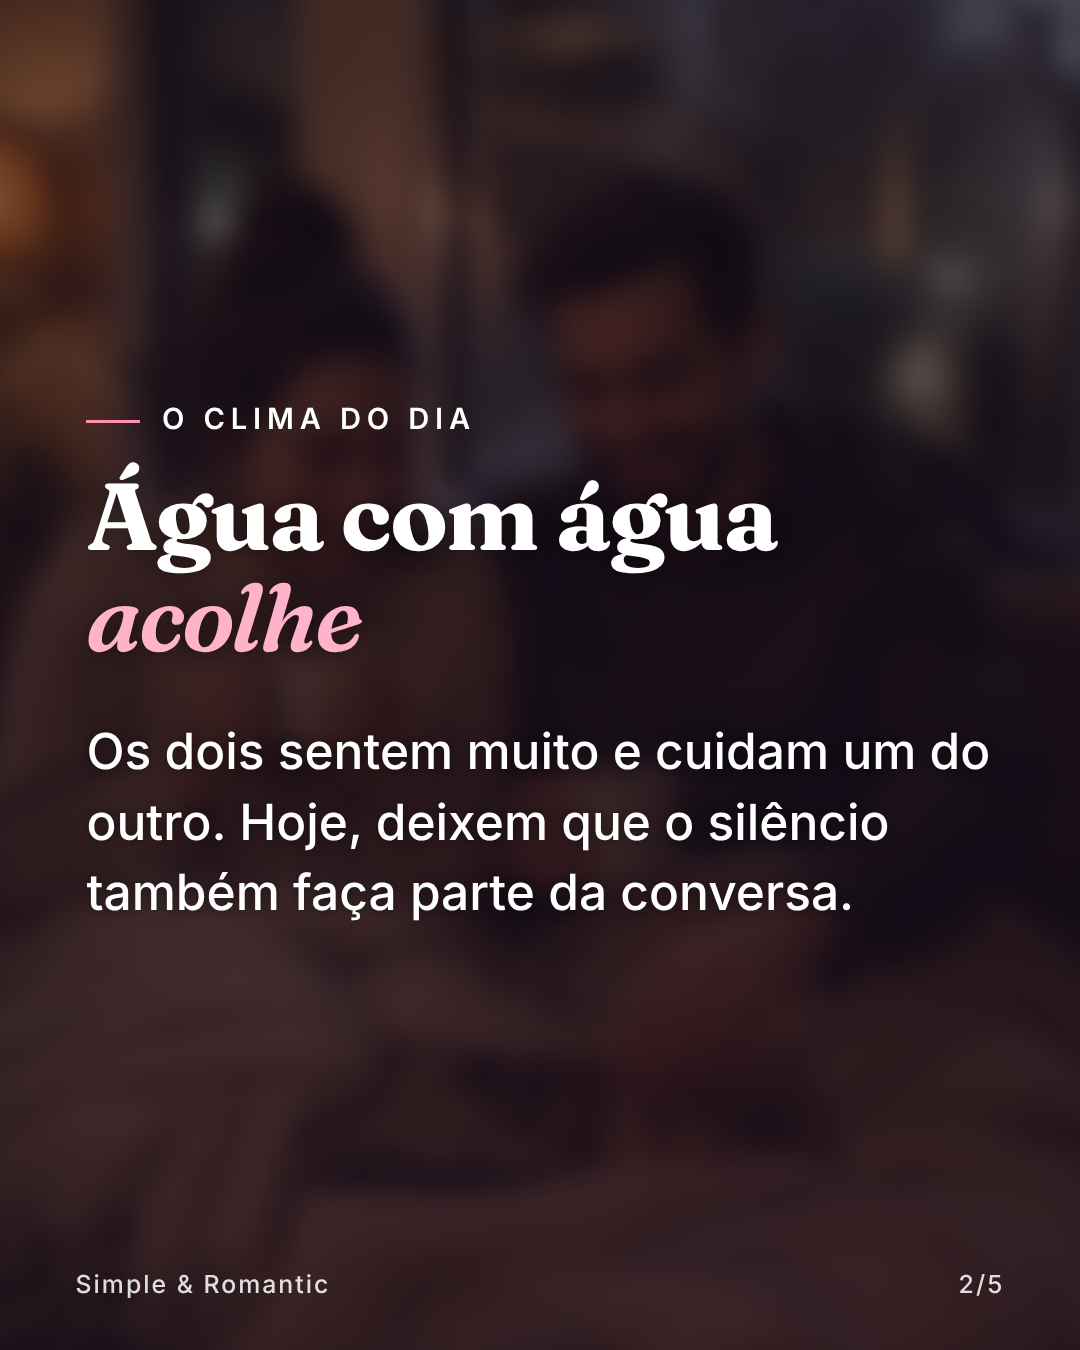 O CLIMA DO DIA
Água com água
acolhe
Os dois sentem muito e cuidam um do
outro. Hoje, deixem que o silêncio
também faça parte da conversa.
Simple & Romantic
2/5